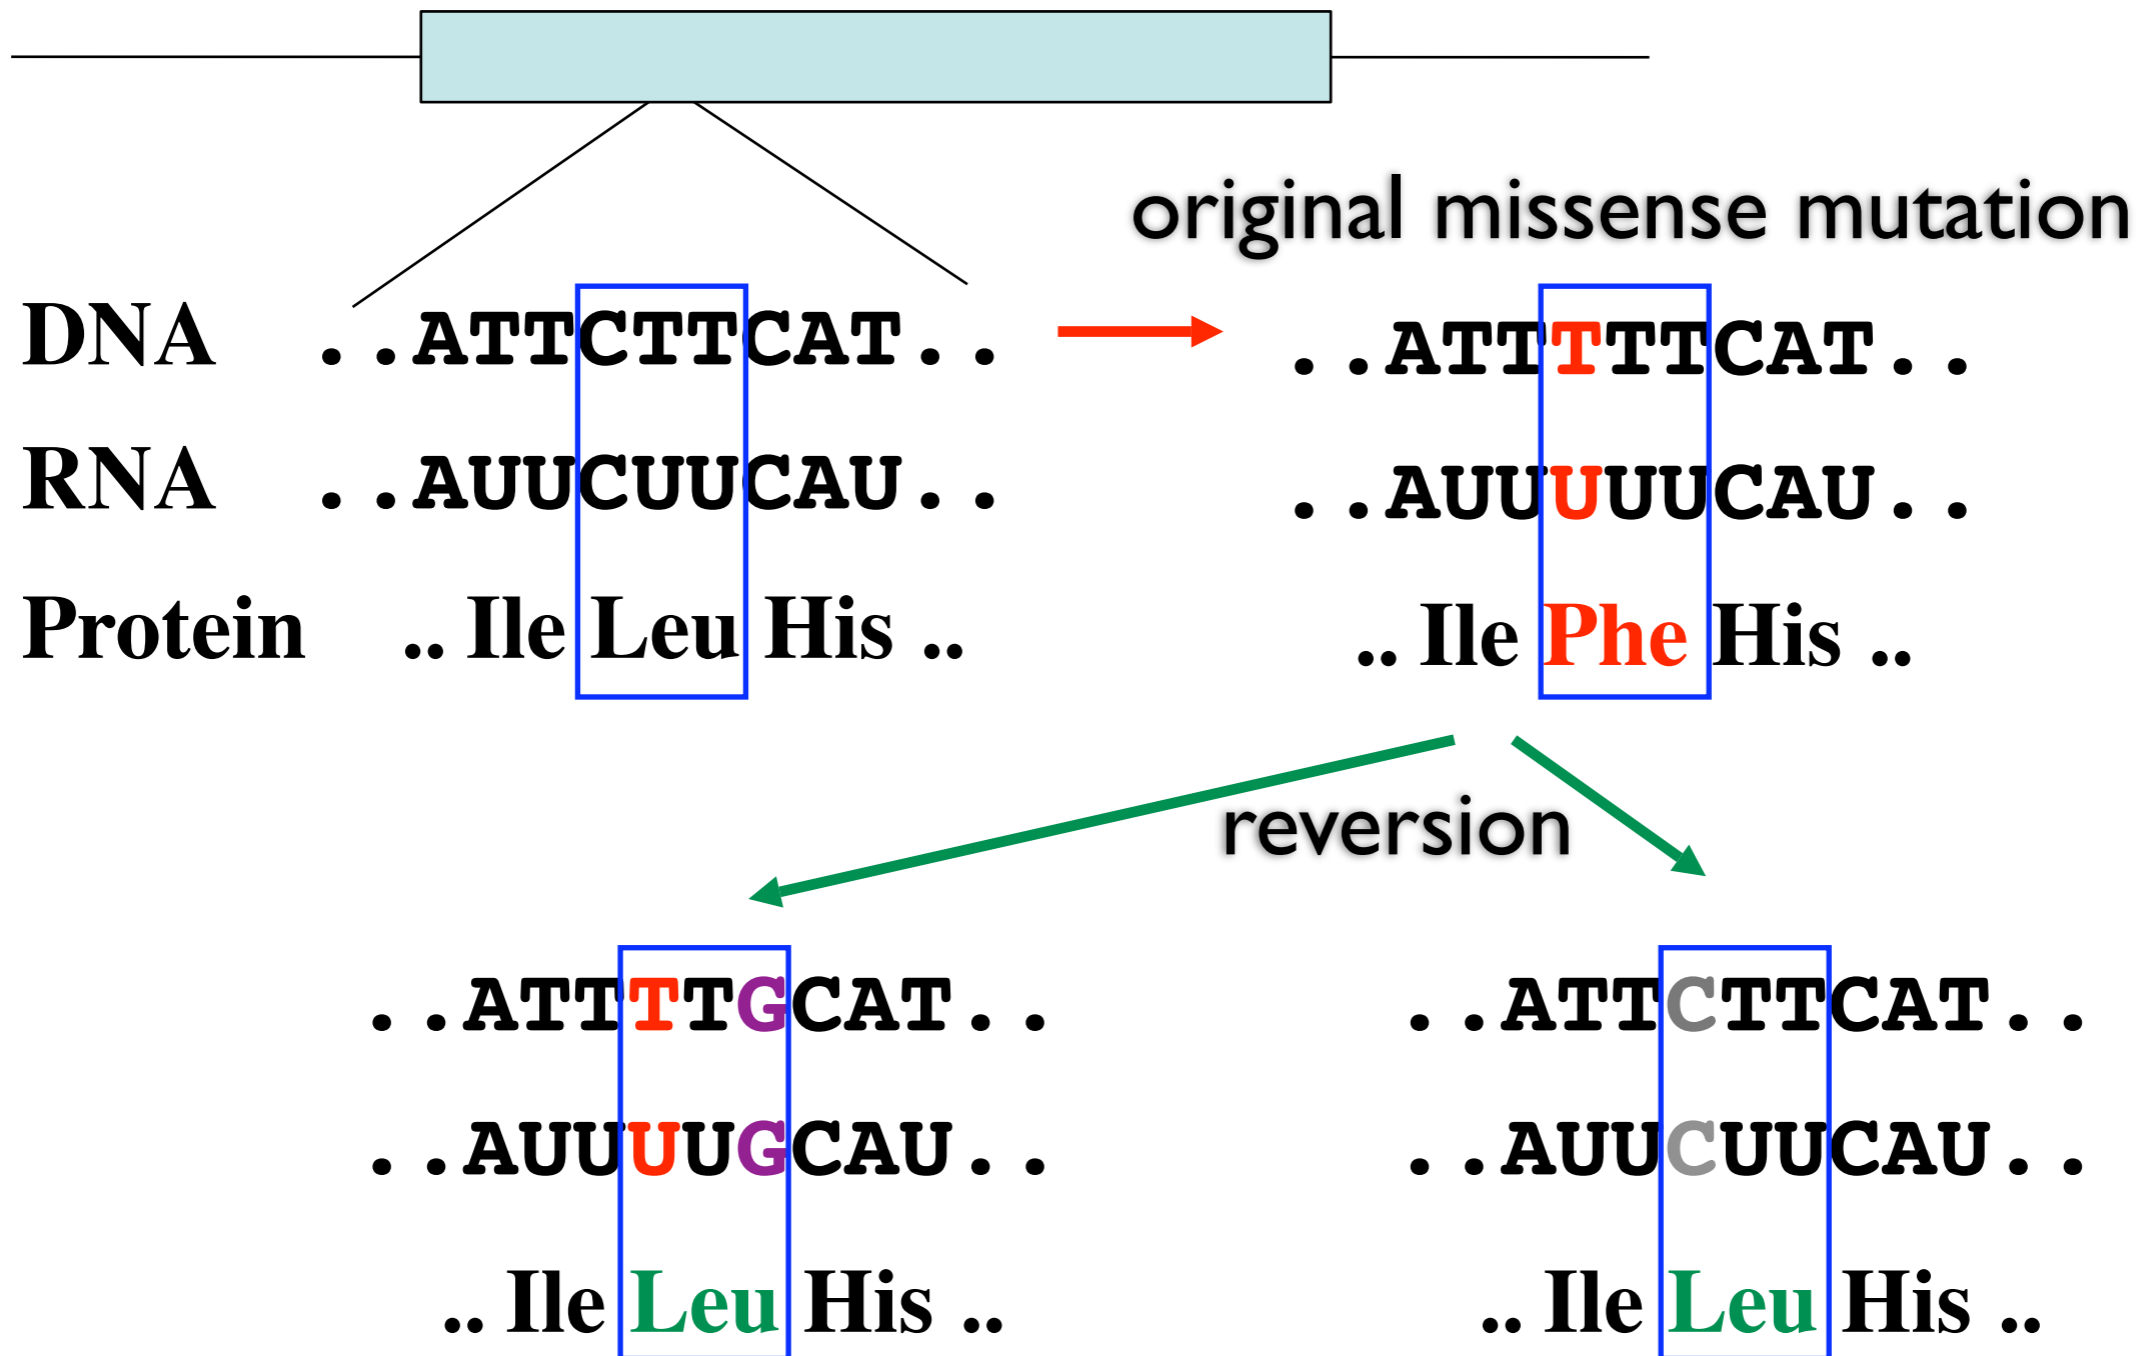 original missense mutation
DNA ..ATTCTTCAT.. ..ATTTTTCAT..
RNA ..AUUCUUCAU.. ..AUUUUUCAU..
Protein .. Ile Leu His .. .. Ile Phe His ..
reversion
..ATTTTGCAT.. ..ATTCTTCAT..
..AUUUUGCAU.. ..AUUCUUCAU..
.. Ile Leu His .. .. Ile Leu His ..